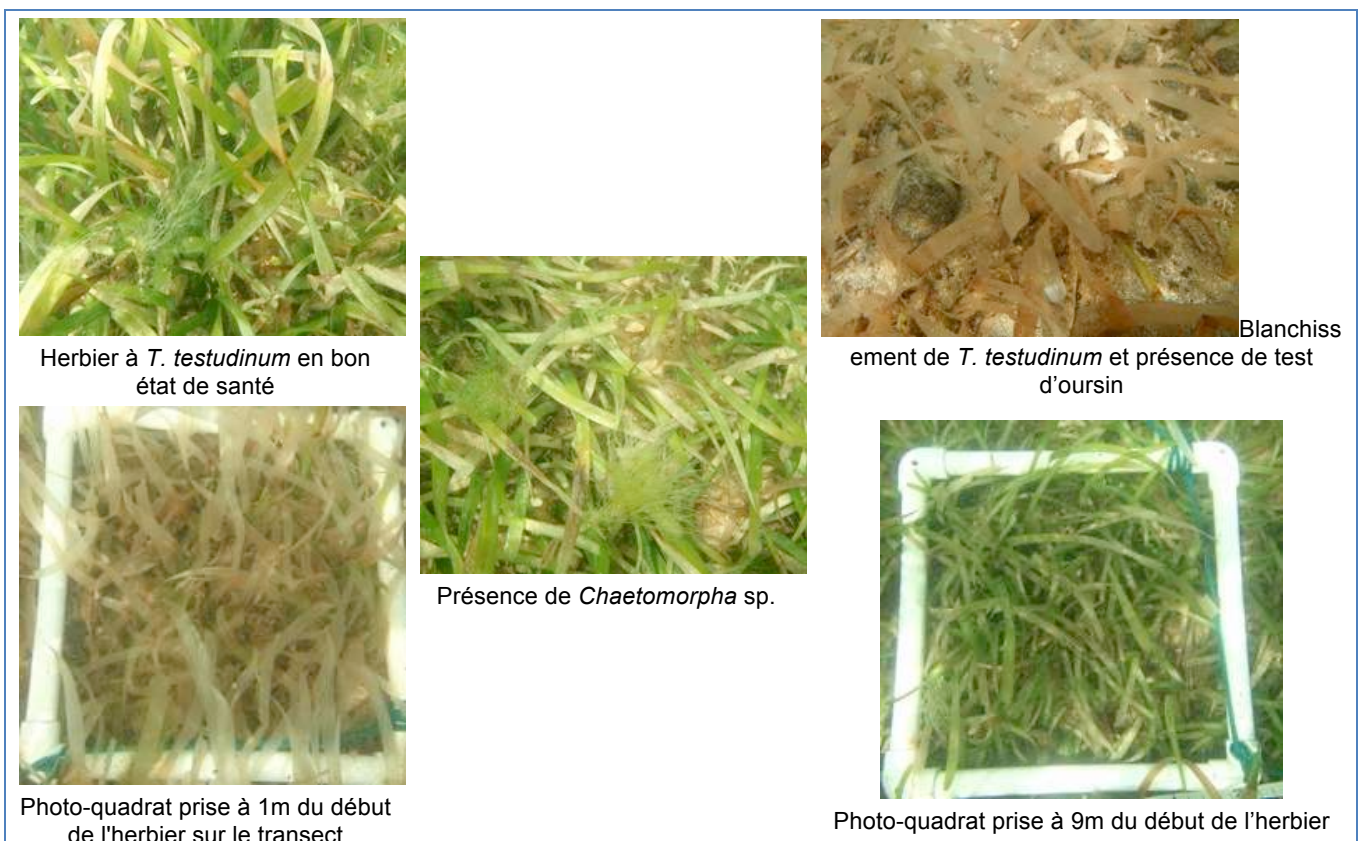 Herbier à T. testudinum en bon
état de santé
Blanchiss
ement de T. testudinum et présence de test
d'oursin
Présence de Chaetomorpha sp.
Photo-quadrat prise à 1m du début
de l'herbier sur le transect
Photo-quadrat prise à 9m du début de l'herbier